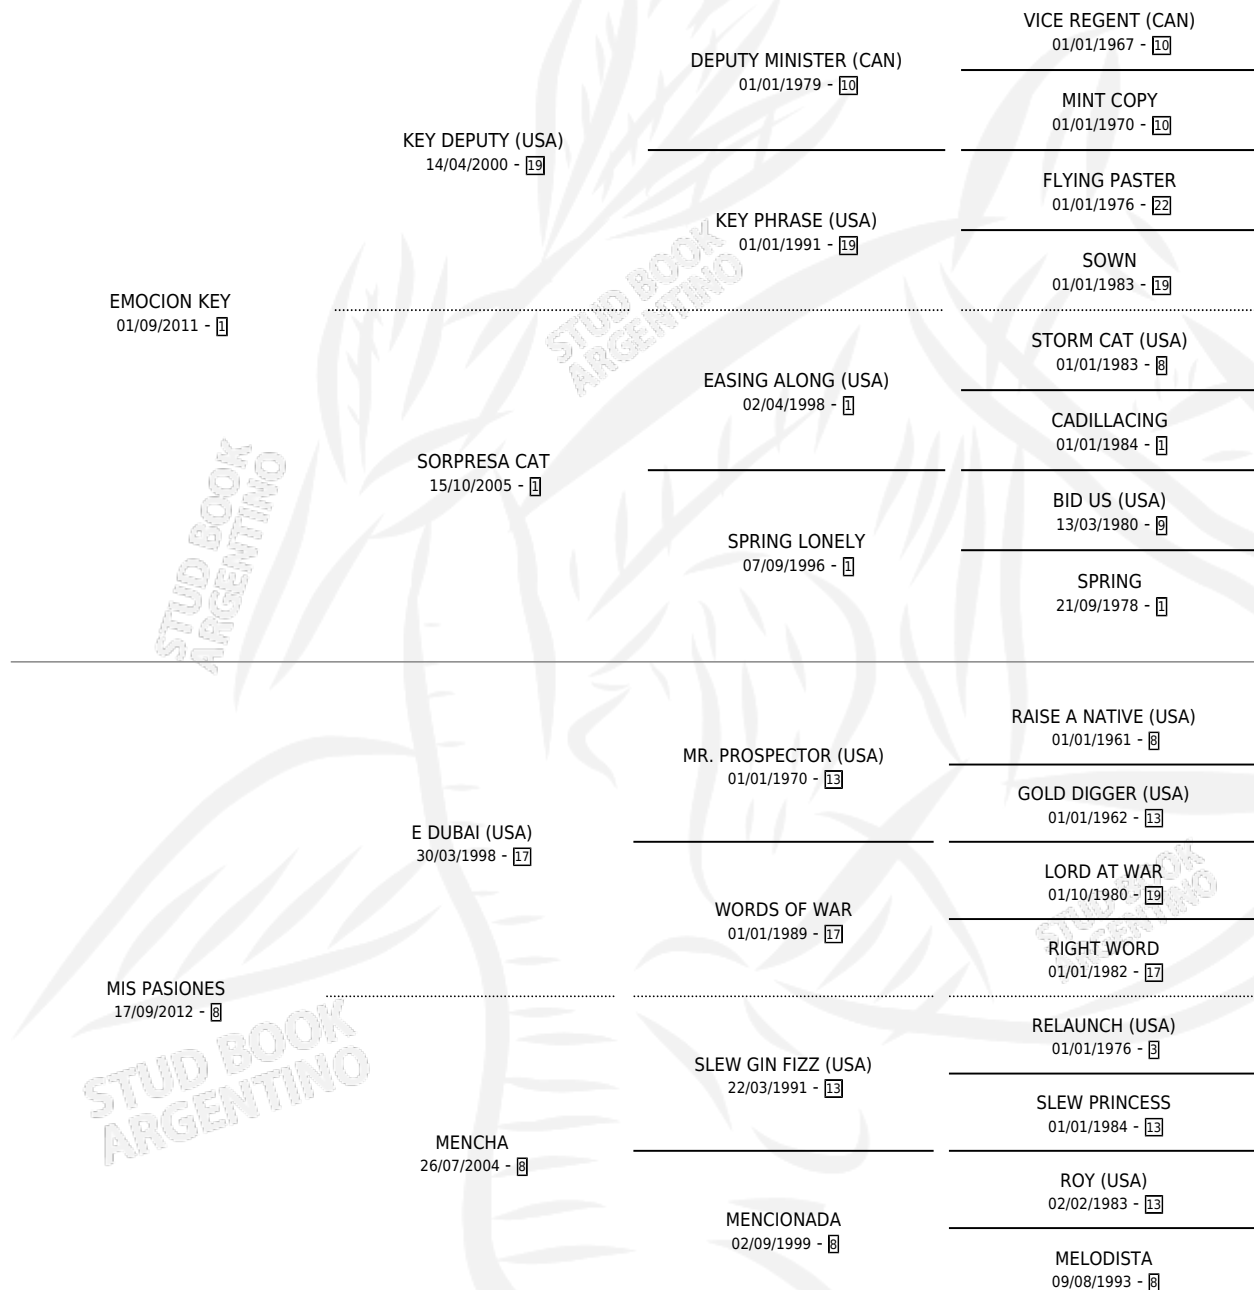 VICE REGENT (CAN)
01/01/1967 - 10
DEPUTY MINISTER (CAN)
01/01/1979 - 10
MINT COPY
01/01/1970 - 10
KEY DEPUTY (USA)
14/04/2000 - 19
FLYING PASTER
01/01/1976 - 22
KEY PHRASE (USA)
01/01/1991 - 19
SOWN
01/01/1983 - 19
EMOCION KEY
01/09/2011 - 1
STORM CAT (USA)
01/01/1983 - 8
EASING ALONG (USA)
02/04/1998 - 1
CADILLACING
01/01/1984 - 1
SORPRESA CAT
15/10/2005 - 1
BID US (USA)
13/03/1980 - 9
SPRING LONELY
07/09/1996 - 1
SPRING
21/09/1978 - 1
RAISE A NATIVE (USA)
01/01/1961 - 8
MR. PROSPECTOR (USA)
01/01/1970 - 13
GOLD DIGGER (USA)
01/01/1962 - 13
E DUBAI (USA)
30/03/1998 - 17
LORD AT WAR
01/10/1980 - 19
WORDS OF WAR
01/01/1989 - 17
RIGHT WORD
01/01/1982 - 17
MIS PASIONES
17/09/2012 - 8
RELAUNCH (USA)
01/01/1976 - 3
SLEW GIN FIZZ (USA)
22/03/1991 - 13
SLEW PRINCESS
01/01/1984 - 13
MENCHA
26/07/2004 - 8
ROY (USA)
02/02/1983 - 13
MENCIONADA
02/09/1999 - 8
MELODISTA
09/08/1993 - 8
STUD BOOK
ARGENTINO
STUD BOOK
ARGENTINO
STUD BOOK
ARGENTINO
STUD BOOK
ARGENTINO